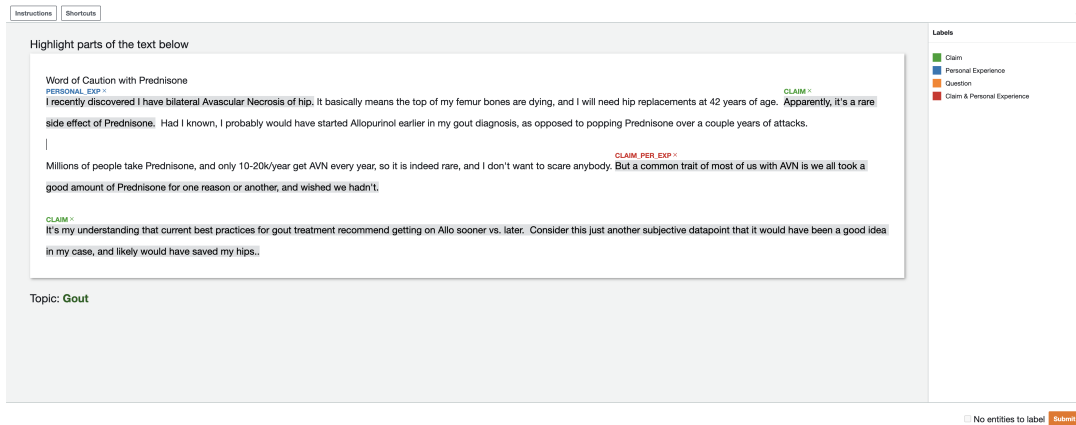 Instructions Shortcuts
Labels
Highlight parts of the text below
Claim
Personal Experience
Question
Claim & Personal Experience
Word of Caution with Prednisone
PERSONAL_EXP × CLAIM ×
I recently discovered I have bilateral Avascular Necrosis of hip. It basically means the top of my femur bones are dying, and I will need hip replacements at 42 years of age. Apparently, it's a rare
side effect of Prednisone. Had I known, I probably would have started Allopurinol earlier in my gout diagnosis, as opposed to popping Prednisone over a couple years of attacks.
CLAIM_PER_EXP ×
Millions of people take Prednisone, and only 10-20k/year get AVN every year, so it is indeed rare, and I don't want to scare anybody. But a common trait of most of us with AVN is we all took a
good amount of Prednisone for one reason or another, and wished we hadn't.
CLAIM ×
It's my understanding that current best practices for gout treatment recommend getting on Allo sooner vs. later. Consider this just another subjective datapoint that it would have been a good idea
in my case, and likely would have saved my hips..
Topic: Gout
No entities to label Submit